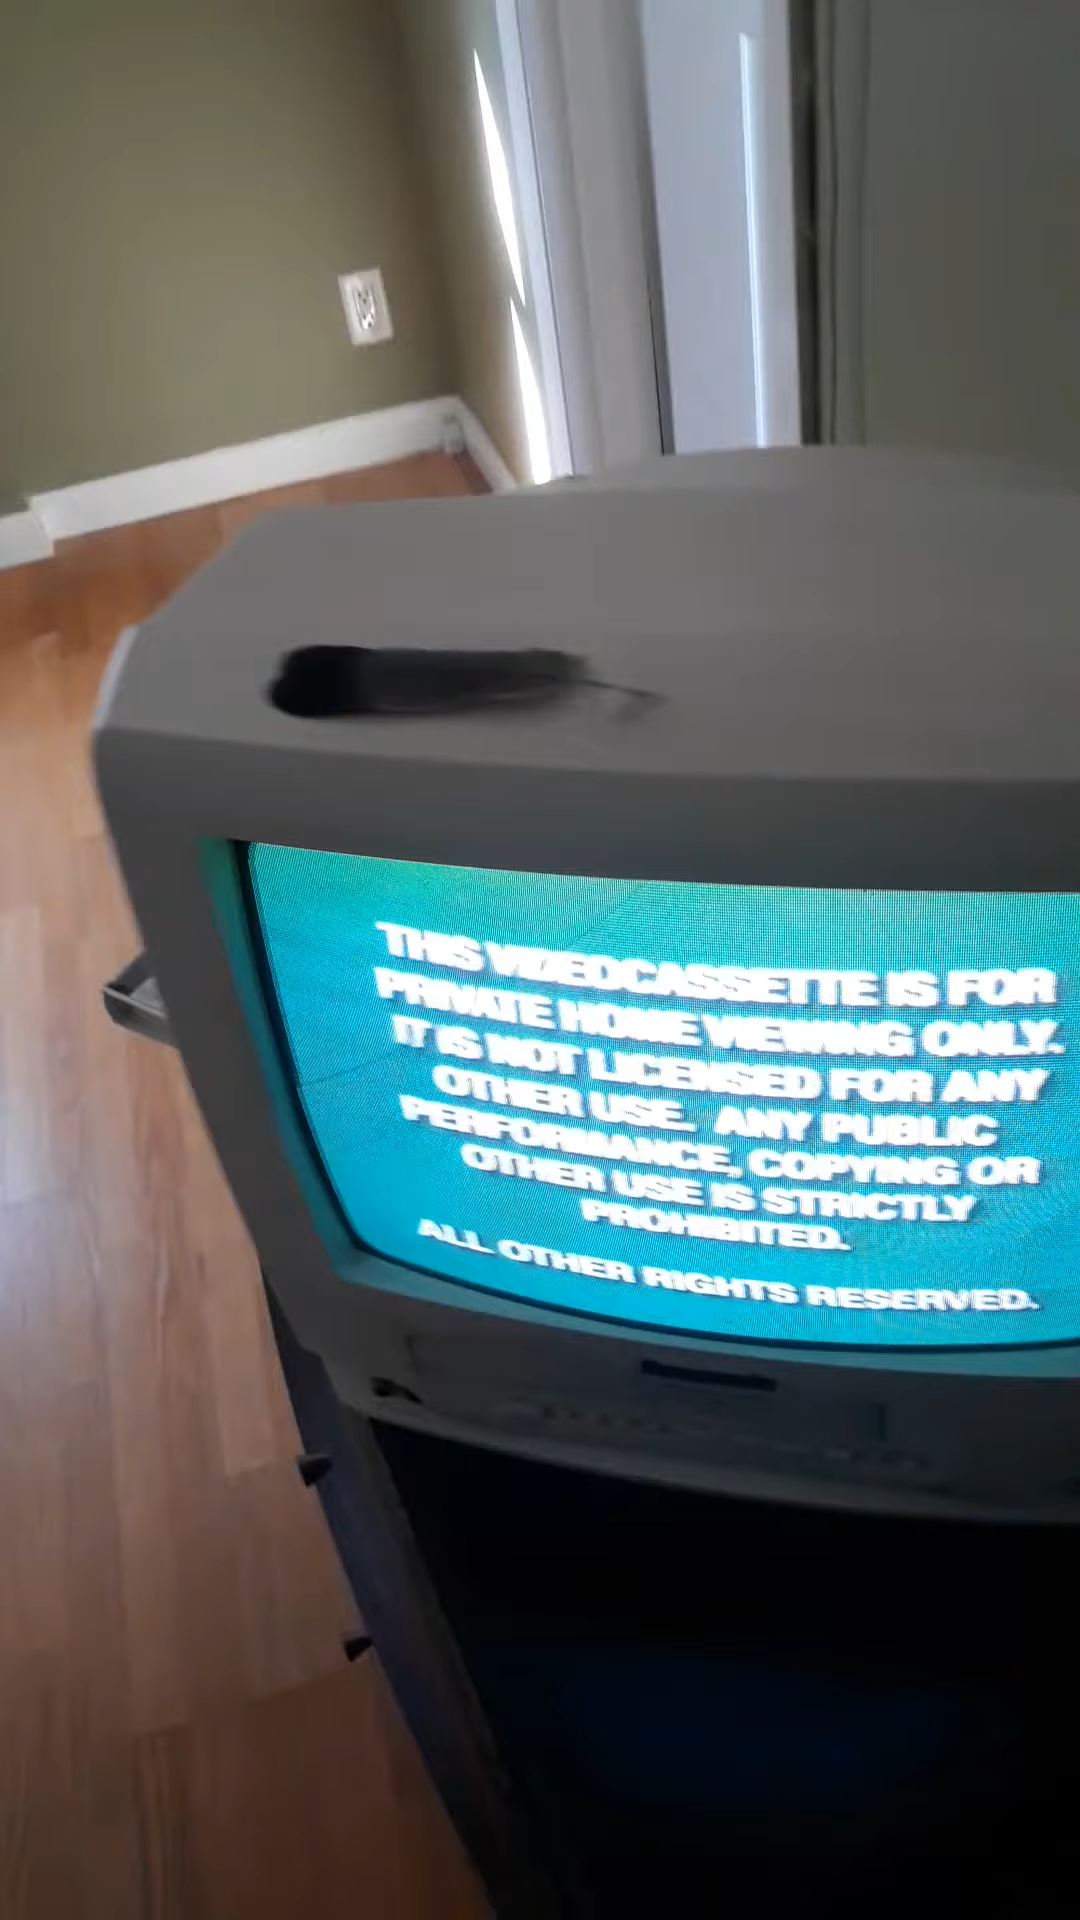 THIS VIDEOCASSETTE IS FOR
PRIVATE HOME VIEWING ONLY.
IT IS NOT LICENSED FOR ANY
OTHER USE. ANY PUBLIC
PERFORMANCE, COPYING OR
OTHER USE IS STRICTLY
PROHIBITED.
ALL OTHER RIGHTS RESERVED.